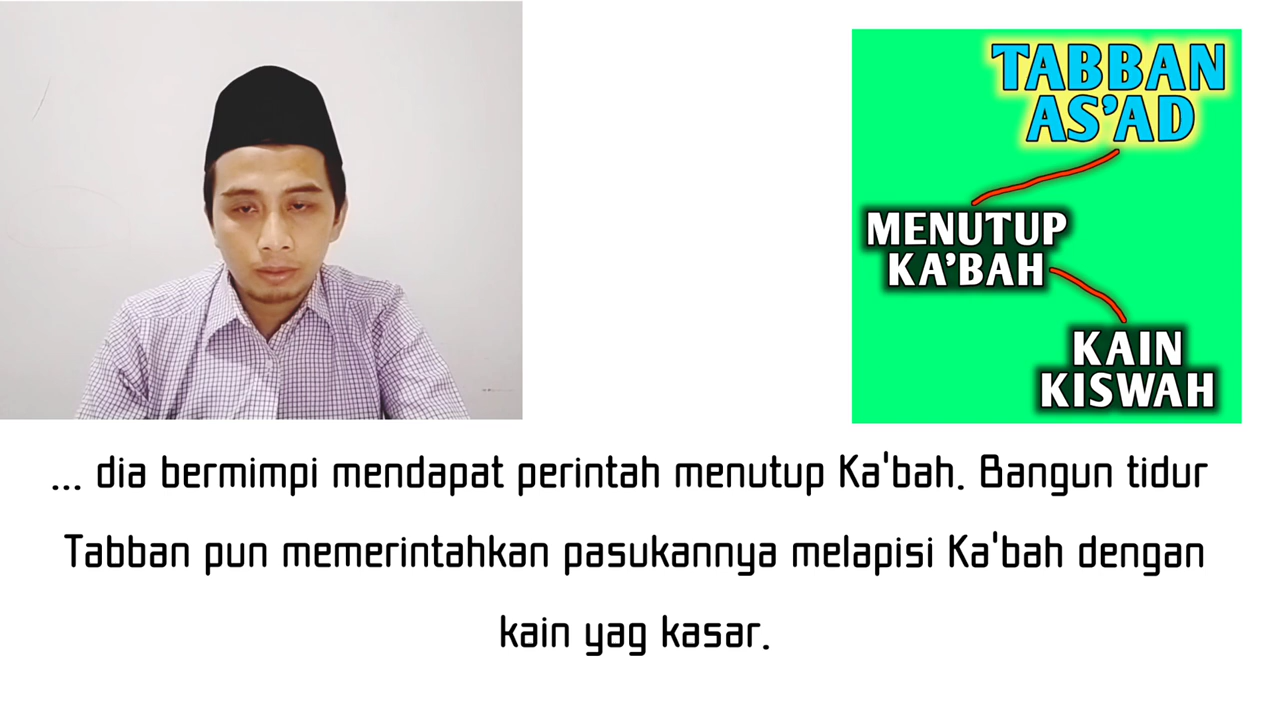 TABBAN
AS'AD
MENUTUP
KA'BAH
KAIN
KISWAH
... dia bermimpi mendapat perintah menutup Ka'bah. Bangun tidur
Tabban pun memerintahkan pasukannya melapisi Ka'bah dengan
kain yag kasar.